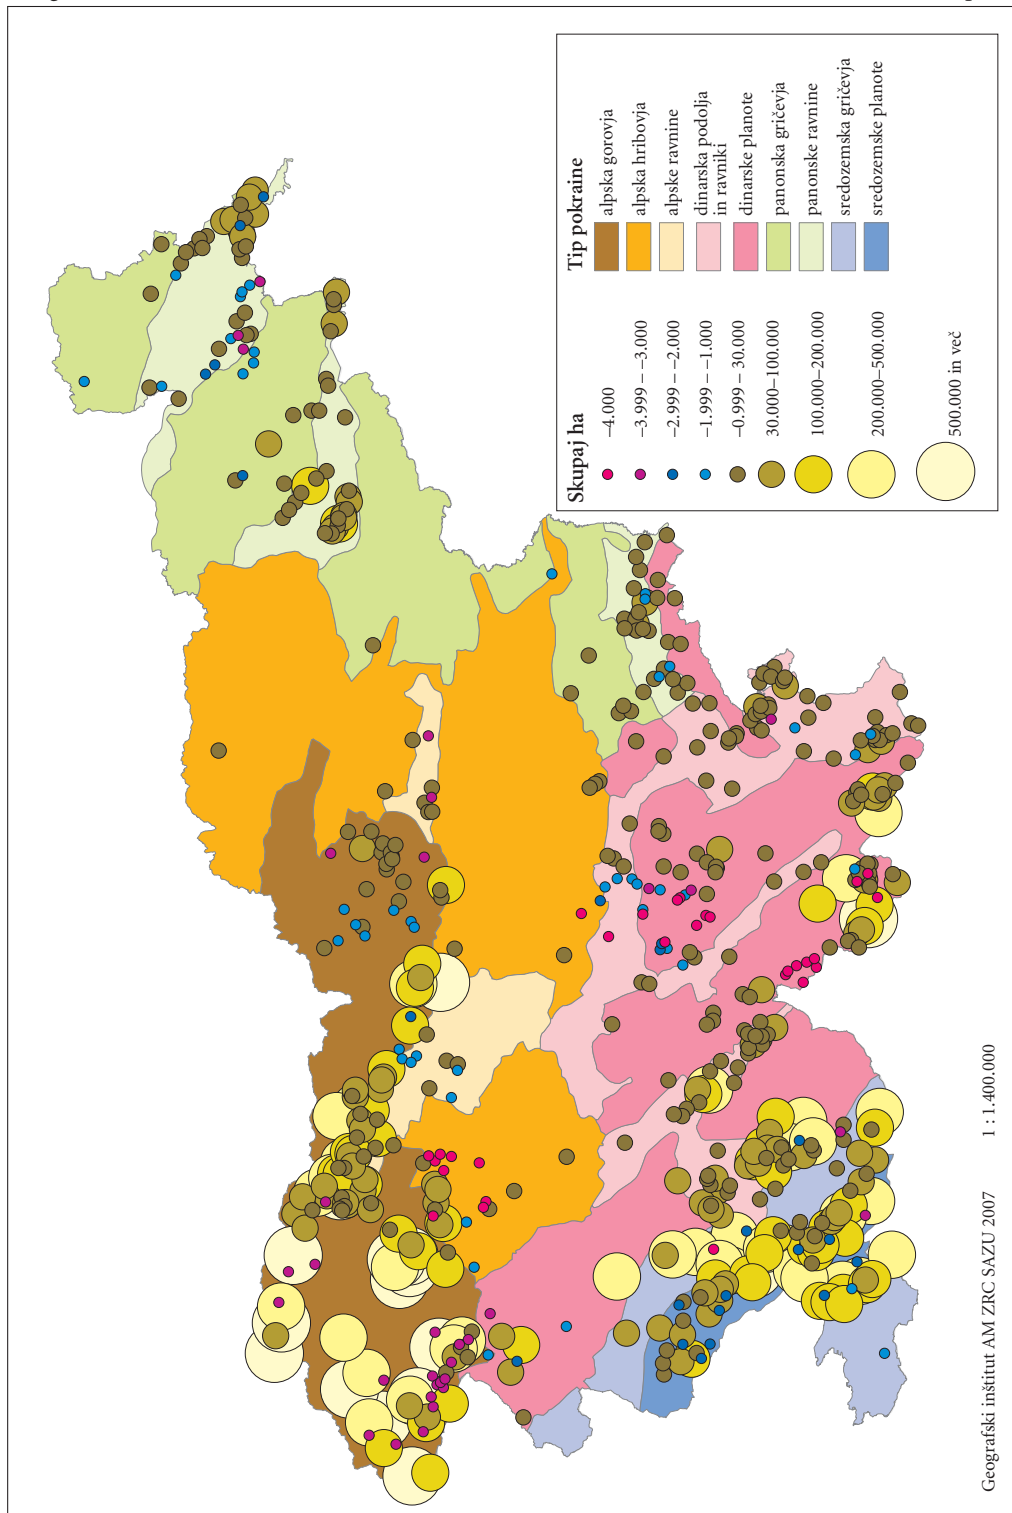 Skupaj ha
–4.000
–3.999 – –3.000
–2.999 – –2.000
–1.999 – –1.000
–0.999 – 30.000
30.000–100.000
100.000–200.000
200.000–500.000
500.000 in več
Tip pokraine
alpska gorovja
alpska hribovja
alpske ravnine
dinarska podolja
in ravniki
dinarske planote
panonska gričevja
panonske ravnine
sredozemska gričevja
sredozemske planote
Geografski inštitut AM ZRC SAZU 2007
1 : 1.400.000